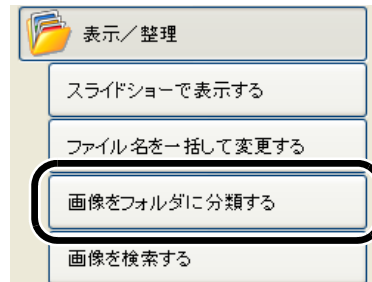 表示／整理
スライドショーで表示する
ファイル名を一括して変更する
画像をフォルダに分類する
画像を検索する